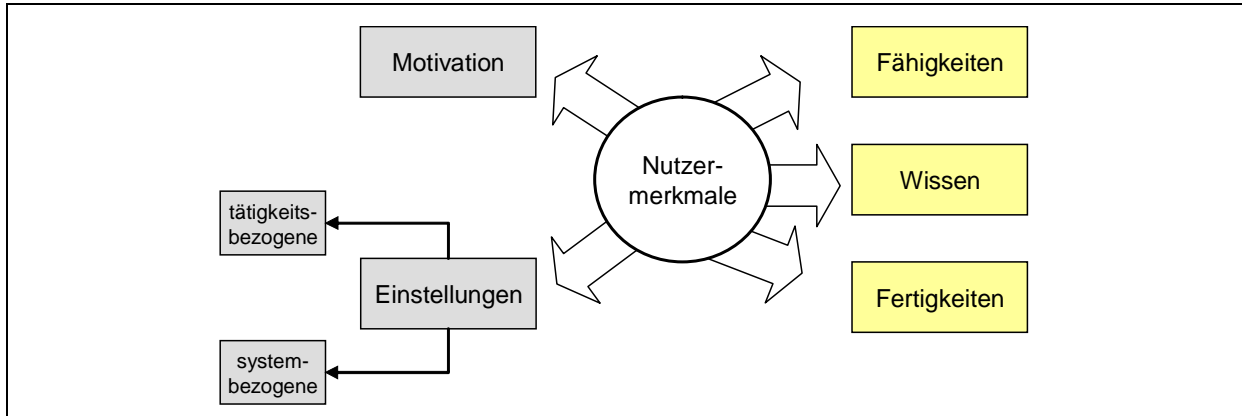 Motivation
Fähigkeiten
Nutzer-
merkmale
Wissen
tätigkeits-
bezogene
Einstellungen
Fertigkeiten
system-
bezogene